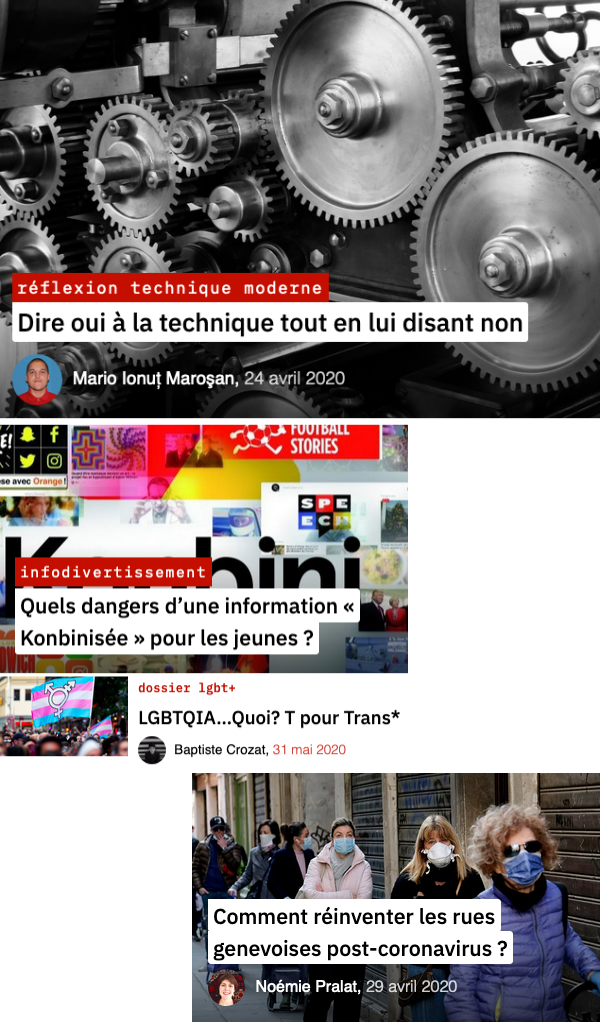 réflexion technique moderne
Dire oui à la technique tout en lui disant non
Mario Ionuț Maroșan, 24 avril 2020
FOOTBALL
STORIES
E!
se avec Orange!
SPE
ECH
Konbini
infodivertissement
Quels dangers d’une information «
Konbinisée » pour les jeunes ?
dossier lgbt+
LGBTQIA...Quoi? T pour Trans*
Baptiste Crozat, 31 mai 2020
Comment réinventer les rues
genevoises post-coronavirus ?
Noémie Pralat, 29 avril 2020